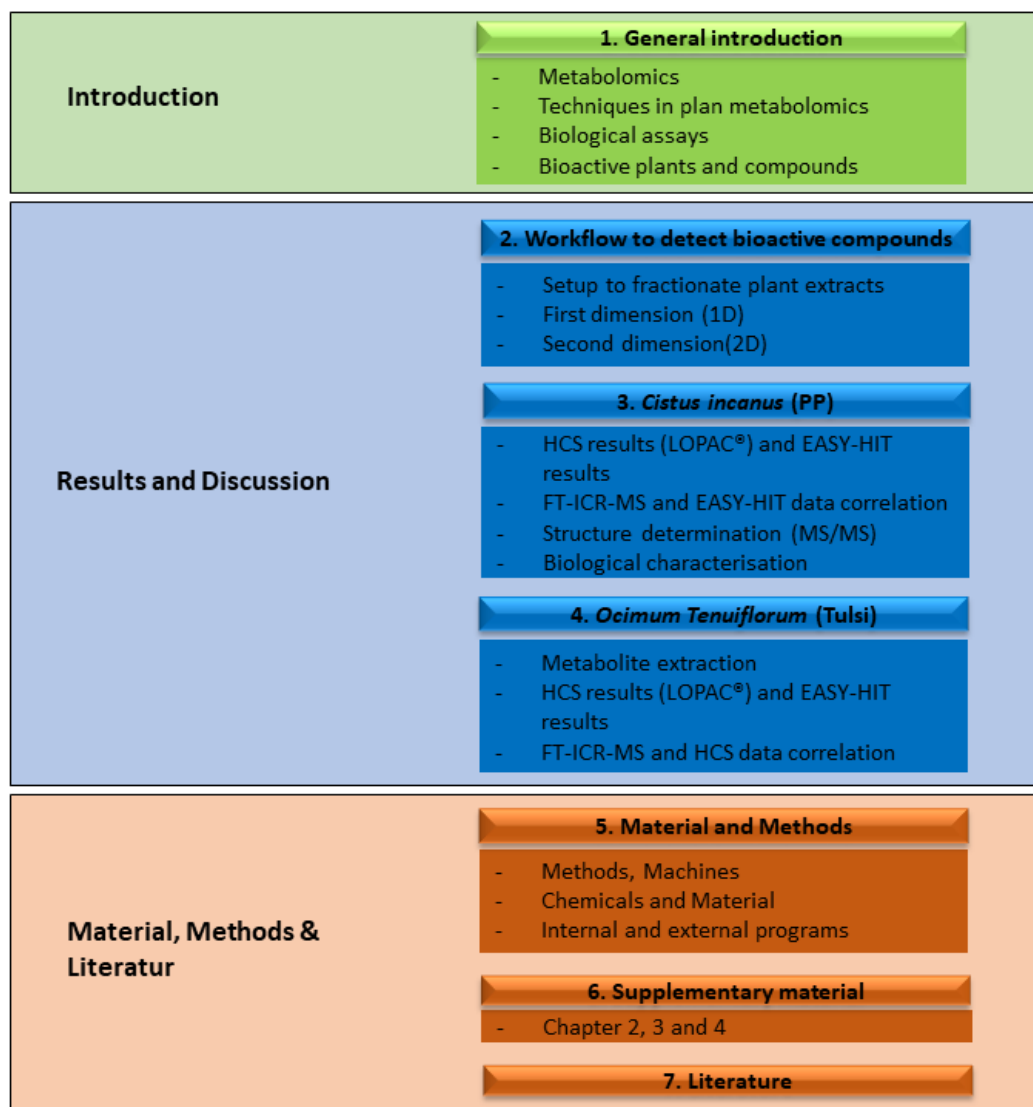 Introduction
1. General introduction
- Metabolomics
- Techniques in plan metabolomics
- Biological assays
- Bioactive plants and compounds
Results and Discussion
2. Workflow to detect bioactive compounds
- Setup to fractionate plant extracts
- First dimension (1D)
- Second dimension(2D)
3. Cistus incanus (PP)
- HCS results (LOPAC®) and EASY-HIT
results
- FT-ICR-MS and EASY-HIT data correlation
- Structure determination (MS/MS)
- Biological characterisation
4. Ocimum Tenuiflorum (Tulsi)
- Metabolite extraction
- HCS results (LOPAC®) and EASY-HIT
results
- FT-ICR-MS and HCS data correlation
Material, Methods &
Literatur
5. Material and Methods
- Methods, Machines
- Chemicals and Material
- Internal and external programs
6. Supplementary material
- Chapter 2, 3 and 4
7. Literature